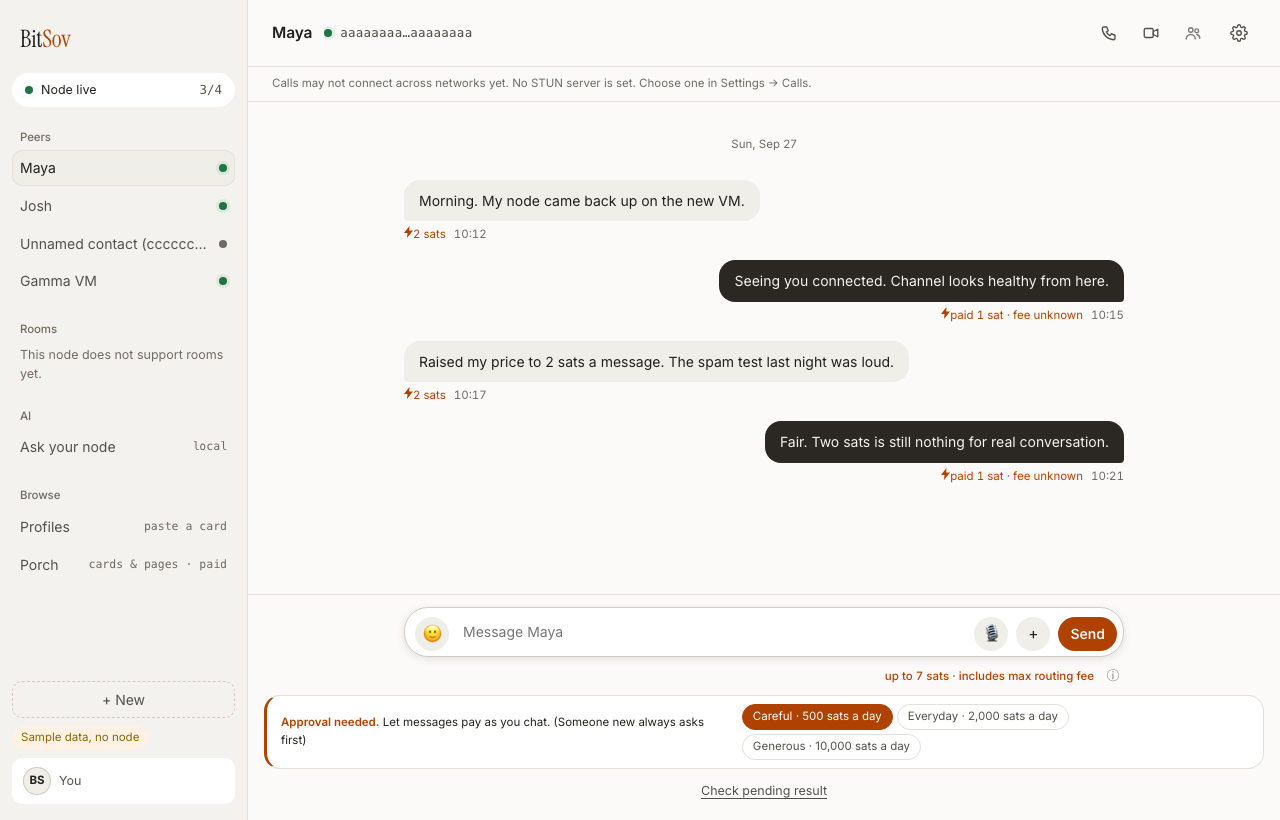 BitSov
Node live 3/4
Peers
Maya
Josh
Unnamed contact (cccccc...
Gamma VM
Rooms
This node does not support rooms
yet.
AI
Ask your node local
Browse
Profiles paste a card
Porch cards & pages · paid
+ New
Sample data, no node
BS You
Maya aaaaaaaa…aaaaaaaa
Calls may not connect across networks yet. No STUN server is set. Choose one in Settings → Calls.
Sun, Sep 27
Morning. My node came back up on the new VM.
2 sats 10:12
Seeing you connected. Channel looks healthy from here.
paid 1 sat · fee unknown 10:15
Raised my price to 2 sats a message. The spam test last night was loud.
2 sats 10:17
Fair. Two sats is still nothing for real conversation.
paid 1 sat · fee unknown 10:21
Message Maya + Send
up to 7 sats · includes max routing fee ⓘ
Approval needed. Let messages pay as you chat. (Someone new always asks
first)
Careful · 500 sats a day Everyday · 2,000 sats a day
Generous · 10,000 sats a day
Check pending result